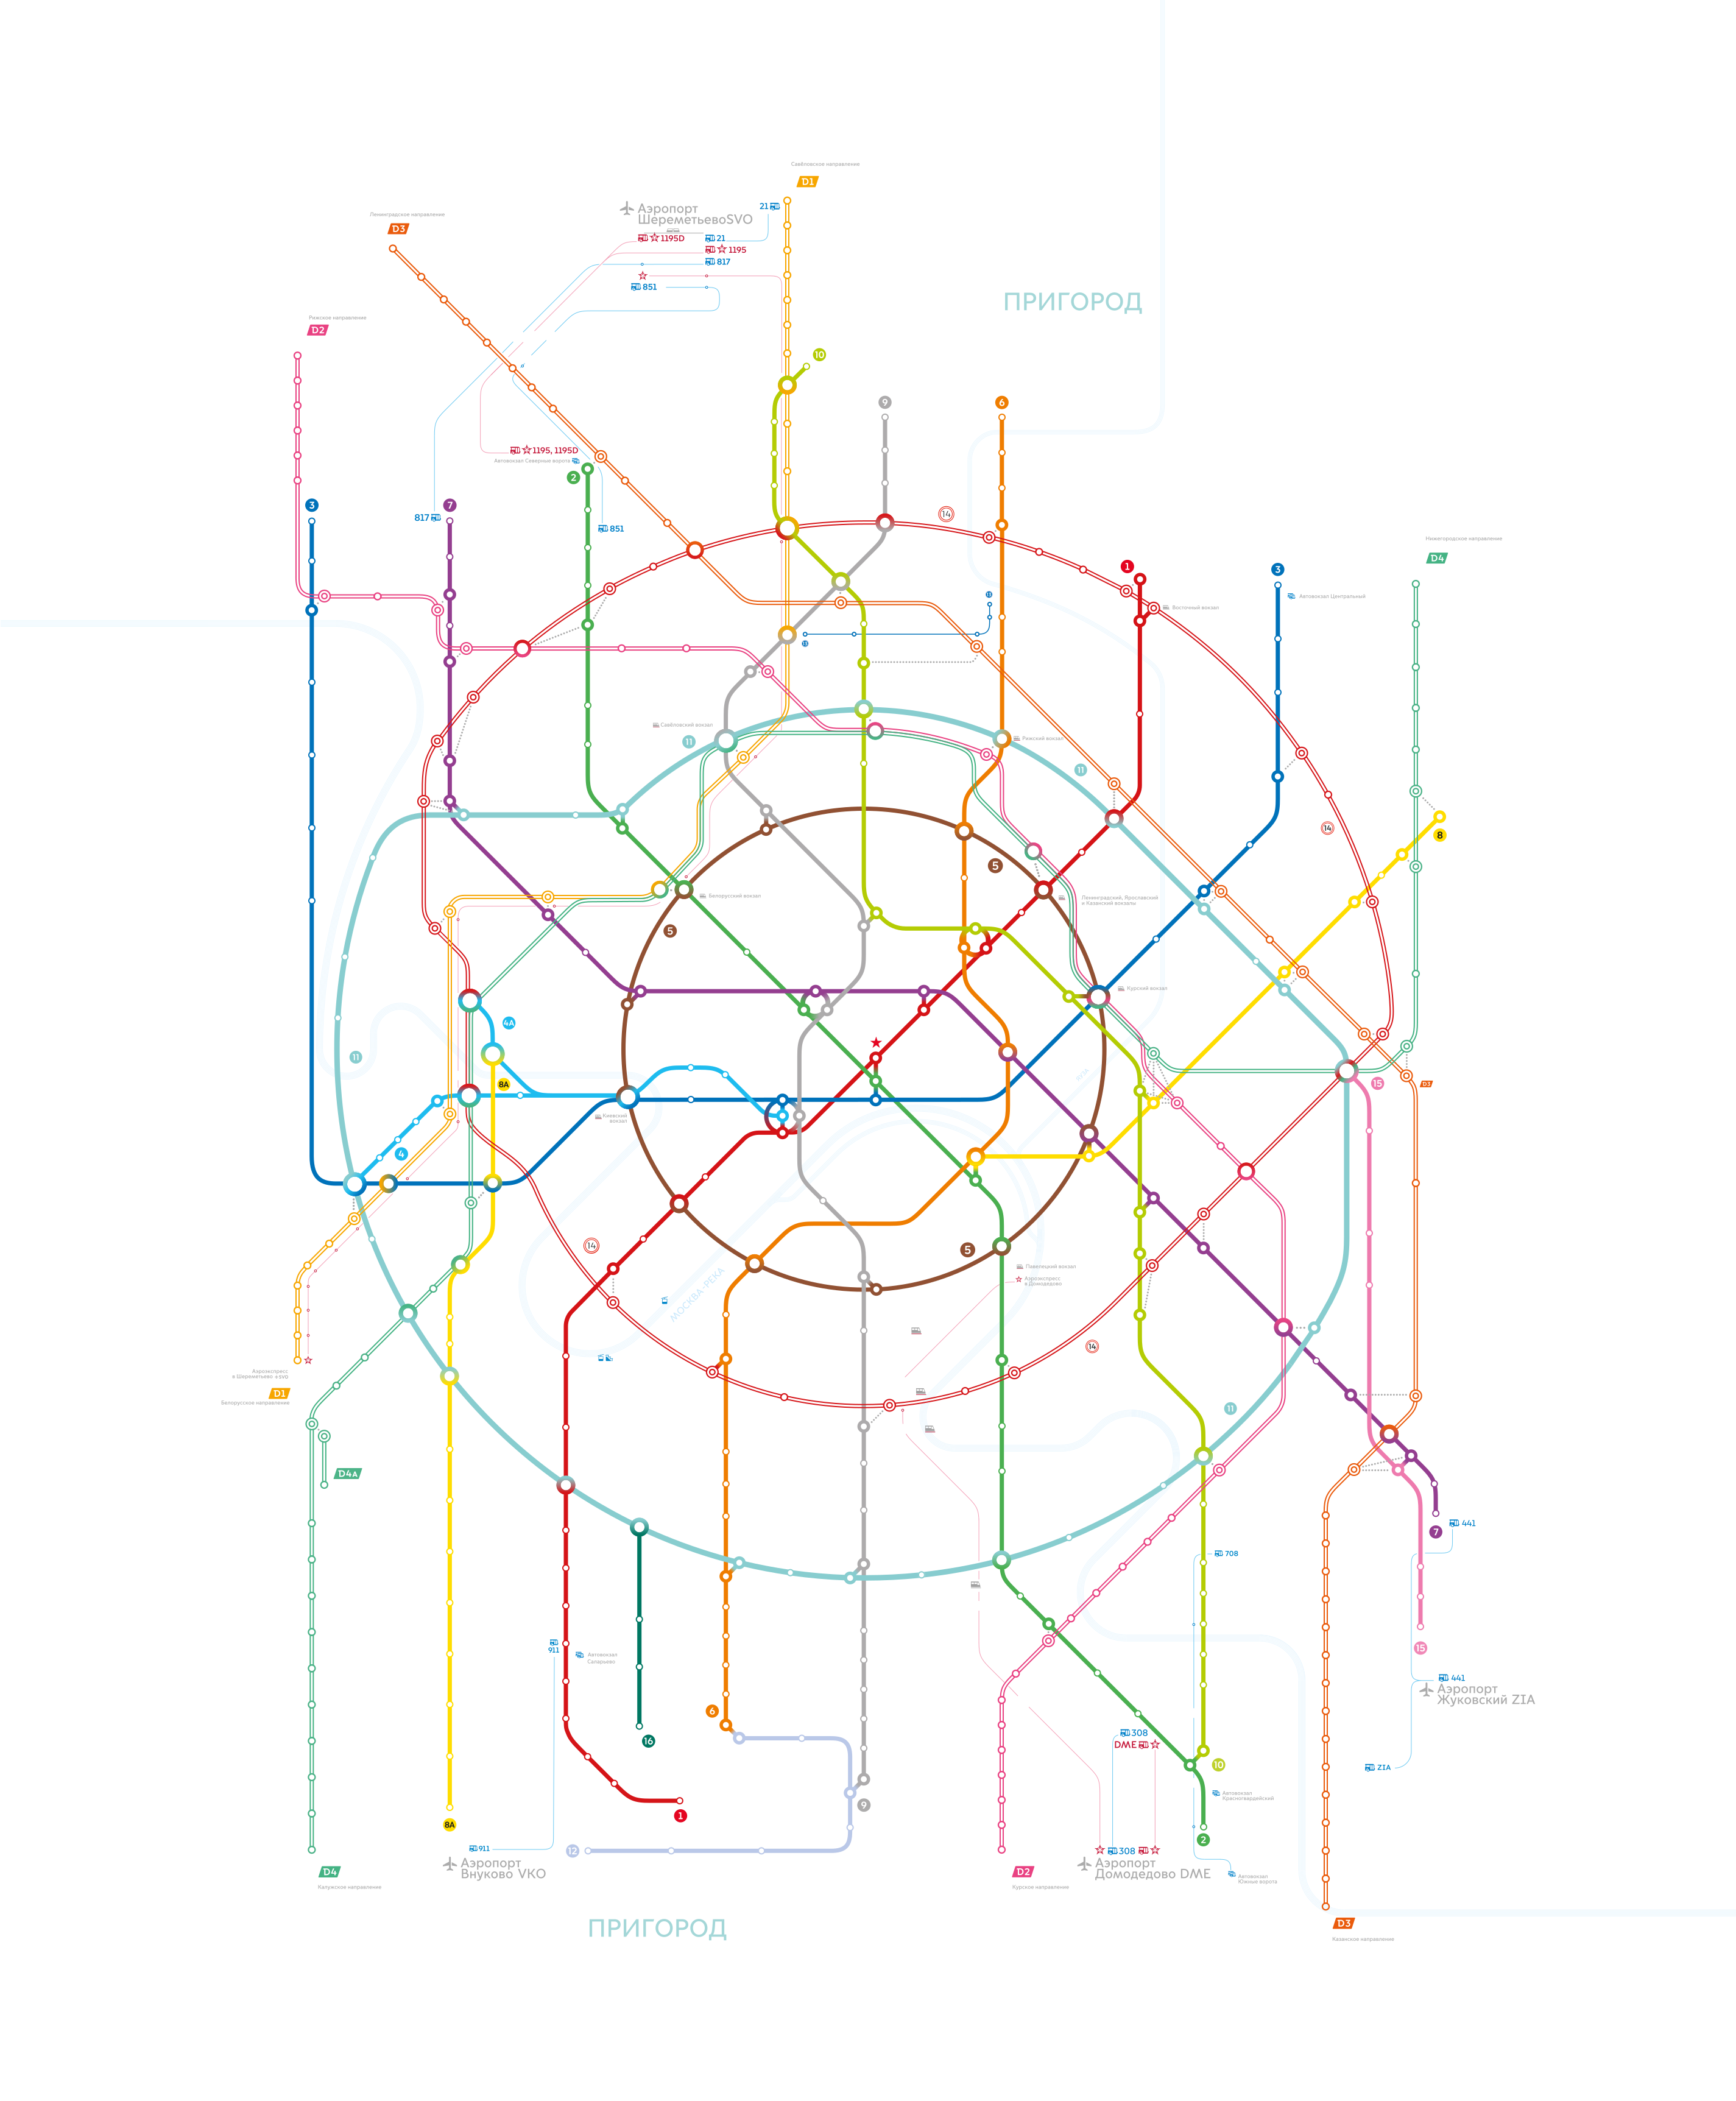 Савёловское направление
D1
Ленинградское направление
D3
Аэропорт
Шереметьево SVO
21
1195D
21
1195
817
851
ПРИГОРОД
Рижское направление
D2
10
9
6
1195, 1195D
Автовокзал Северные ворота
2
3
7
817
851
14
Нижегородское направление
D4
1
3
Автовокзал Центральный
13
Восточный вокзал
13
Савёловский вокзал
11
Рижский вокзал
11
14
8
5
Белорусский вокзал
Ленинградский, Ярославский
и Казанский вокзалы
5
Курский вокзал
4А
11
8А
15
D3
МОСКВА-РЕКА
Киевский
вокзал
4
14
5
Павелецкий вокзал
Аэроэкспресс
в Домодедово
14
Аэроэкспресс
в Шереметьево
D1
Белорусское направление
11
D4А
7
441
708
911
Автовокзал
Саларьево
15
441
Аэропорт
Жуковский ZIA
6
16
308
DME
10
ZIA
Автовокзал
Красногвардейский
9
1
8А
2
911
12
Аэропорт
Внуково VKO
308
Аэропорт
Домодедово DME
Автовокзал
Южные ворота
D4
Калужское направление
D2
Курское направление
ПРИГОРОД
D3
Казанское направление